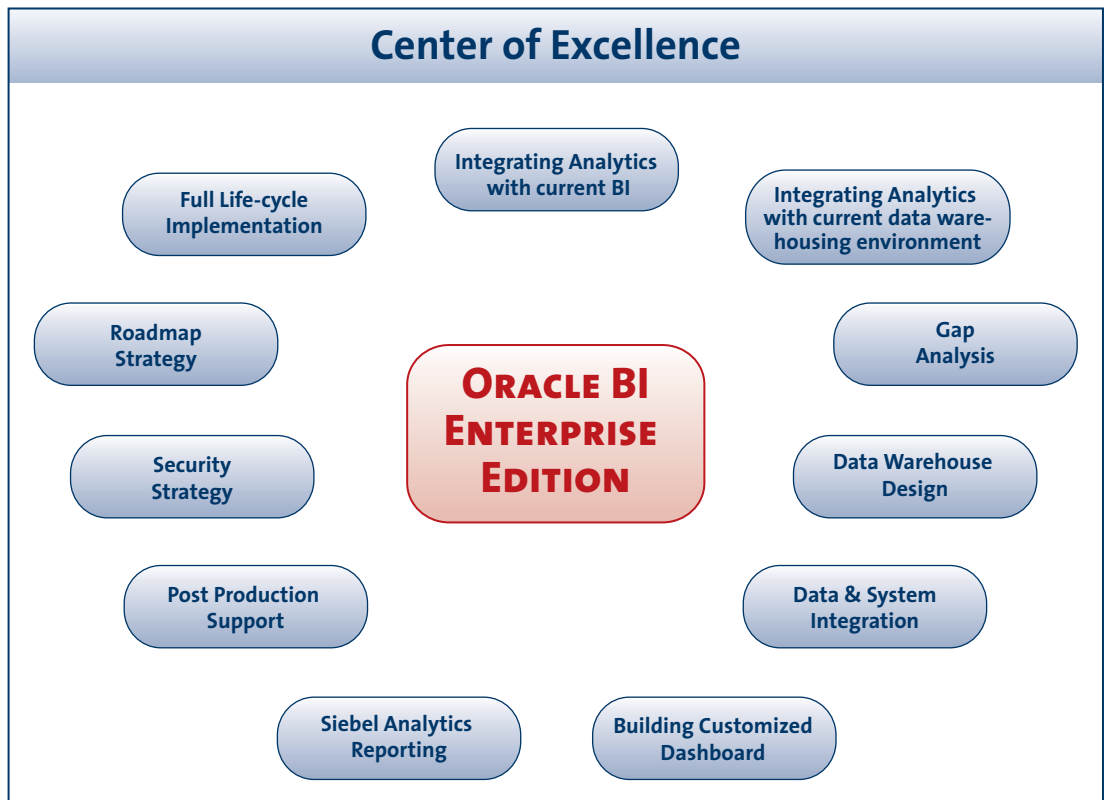 Center of Excellence
Integrating Analytics
with current BI
Full Life-cycle
Implementation
Integrating Analytics
with current data ware-
housing environment
Roadmap
Strategy
Gap
Analysis
ORACLE BI
ENTERPRISE
EDITION
Security
Strategy
Data Warehouse
Design
Post Production
Support
Data & System
Integration
Siebel Analytics
Reporting
Building Customized
Dashboard